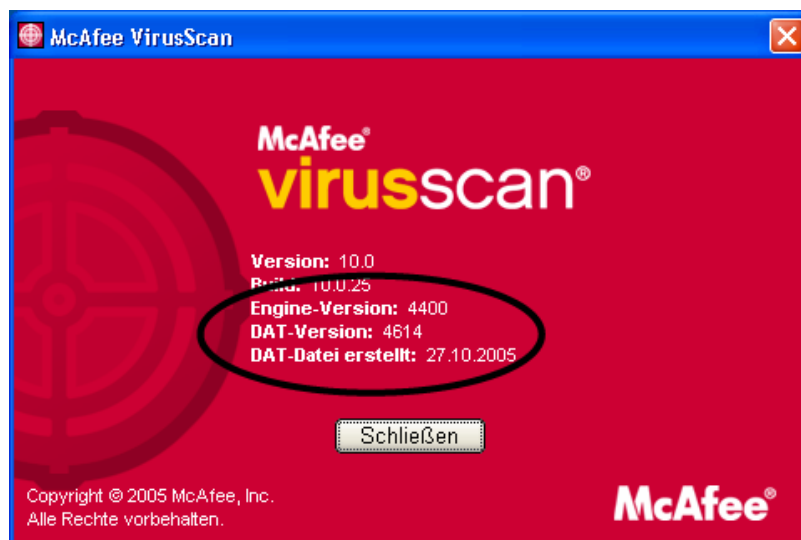 McAfee VirusScan
McAfee®
virusscan®
Version: 10.0
Build: 10.0.25
Engine-Version: 4400
DAT-Version: 4614
DAT-Datei erstellt: 27.10.2005
Schließen
Copyright © 2005 McAfee, Inc.
Alle Rechte vorbehalten.
McAfee®